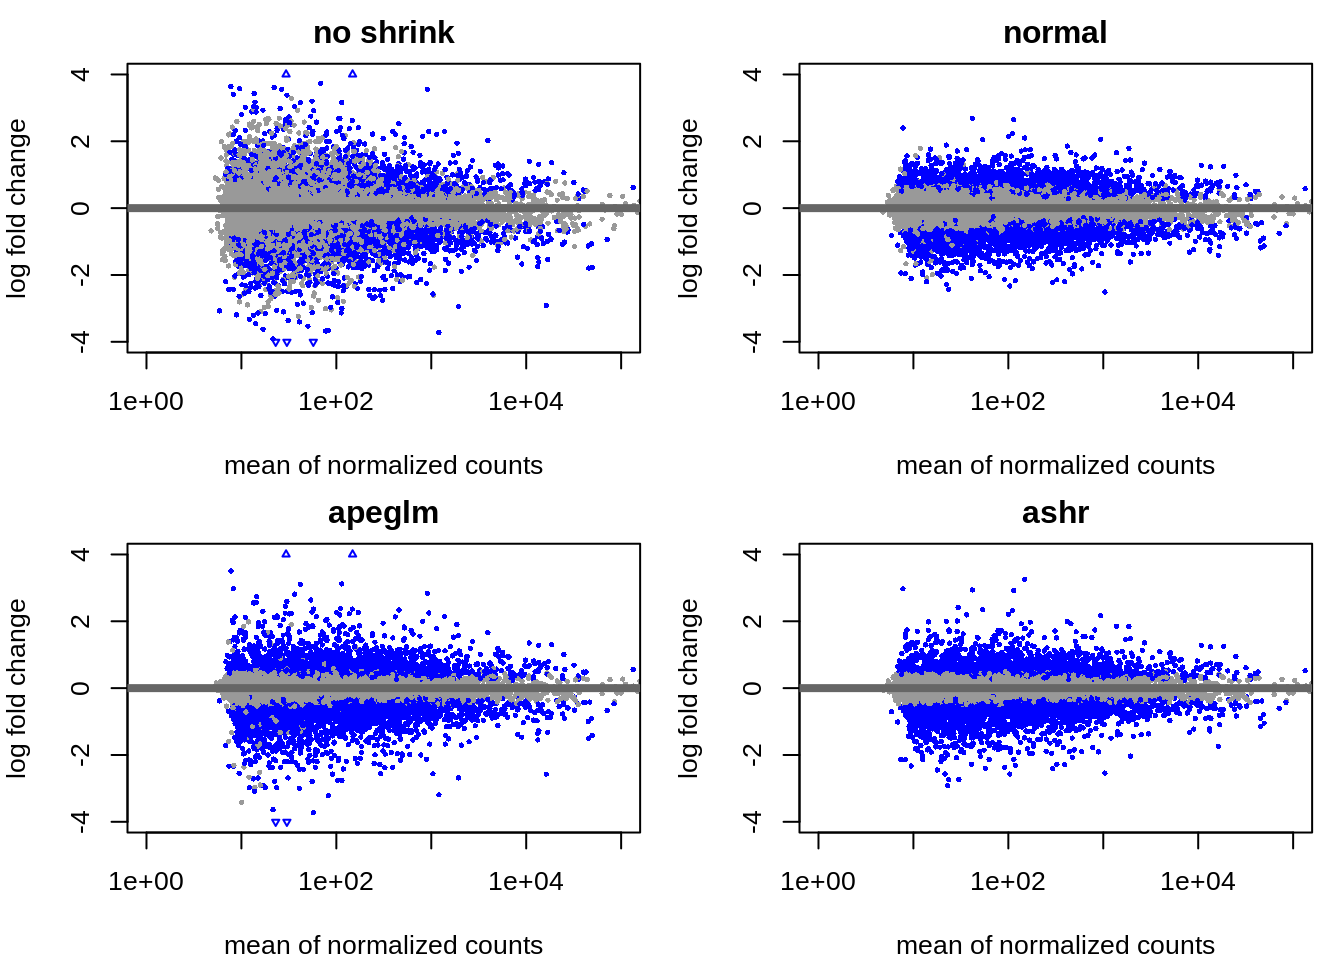 no shrink
4
2
0
-2
-4
log fold change
1e+00 1e+02 1e+04
mean of normalized counts
normal
4
2
0
-2
-4
log fold change
1e+00 1e+02 1e+04
mean of normalized counts
apeglm
4
2
0
-2
-4
log fold change
1e+00 1e+02 1e+04
mean of normalized counts
ashr
4
2
0
-2
-4
log fold change
1e+00 1e+02 1e+04
mean of normalized counts